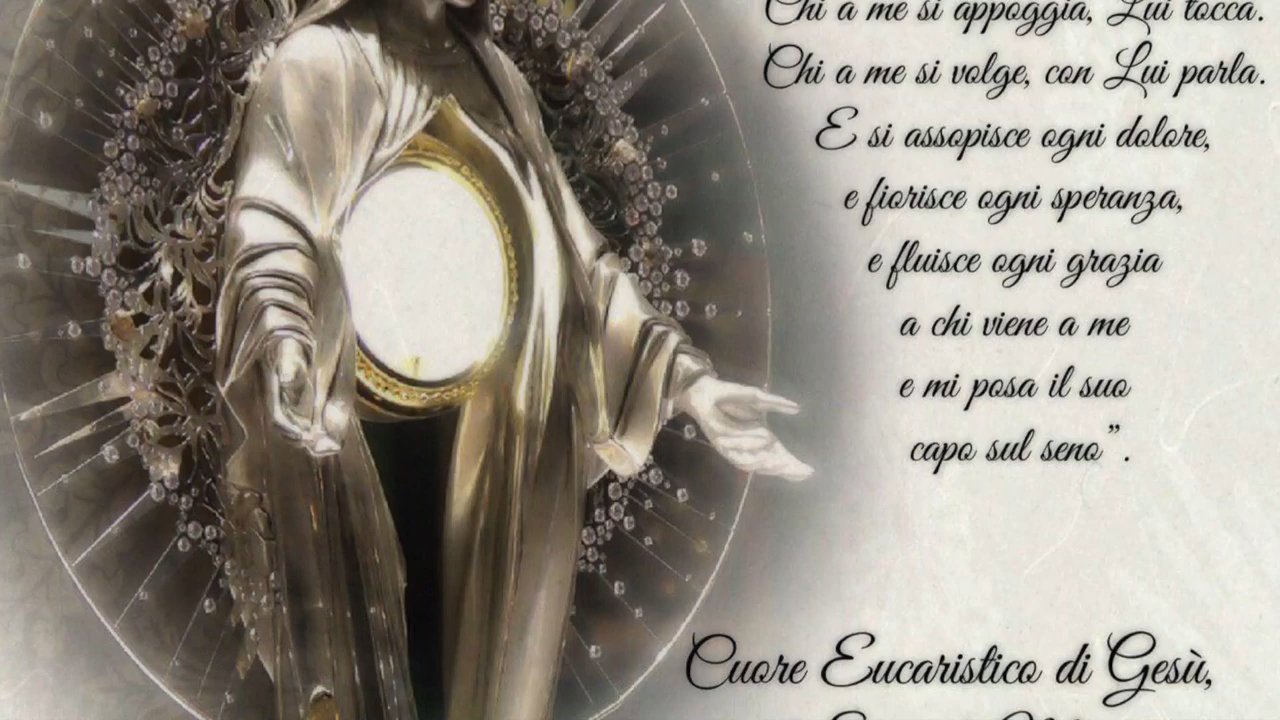 Chi a me si appoggia, Lui tocca.
Chi a me si volge, con Lui parla.
E si assopisce ogni dolore,
e fiorisce ogni speranza,
e fluisce ogni grazia
a chi viene a me
e mi posa il suo
capo sul seno”.
Cuore Eucaristico di Gesù,